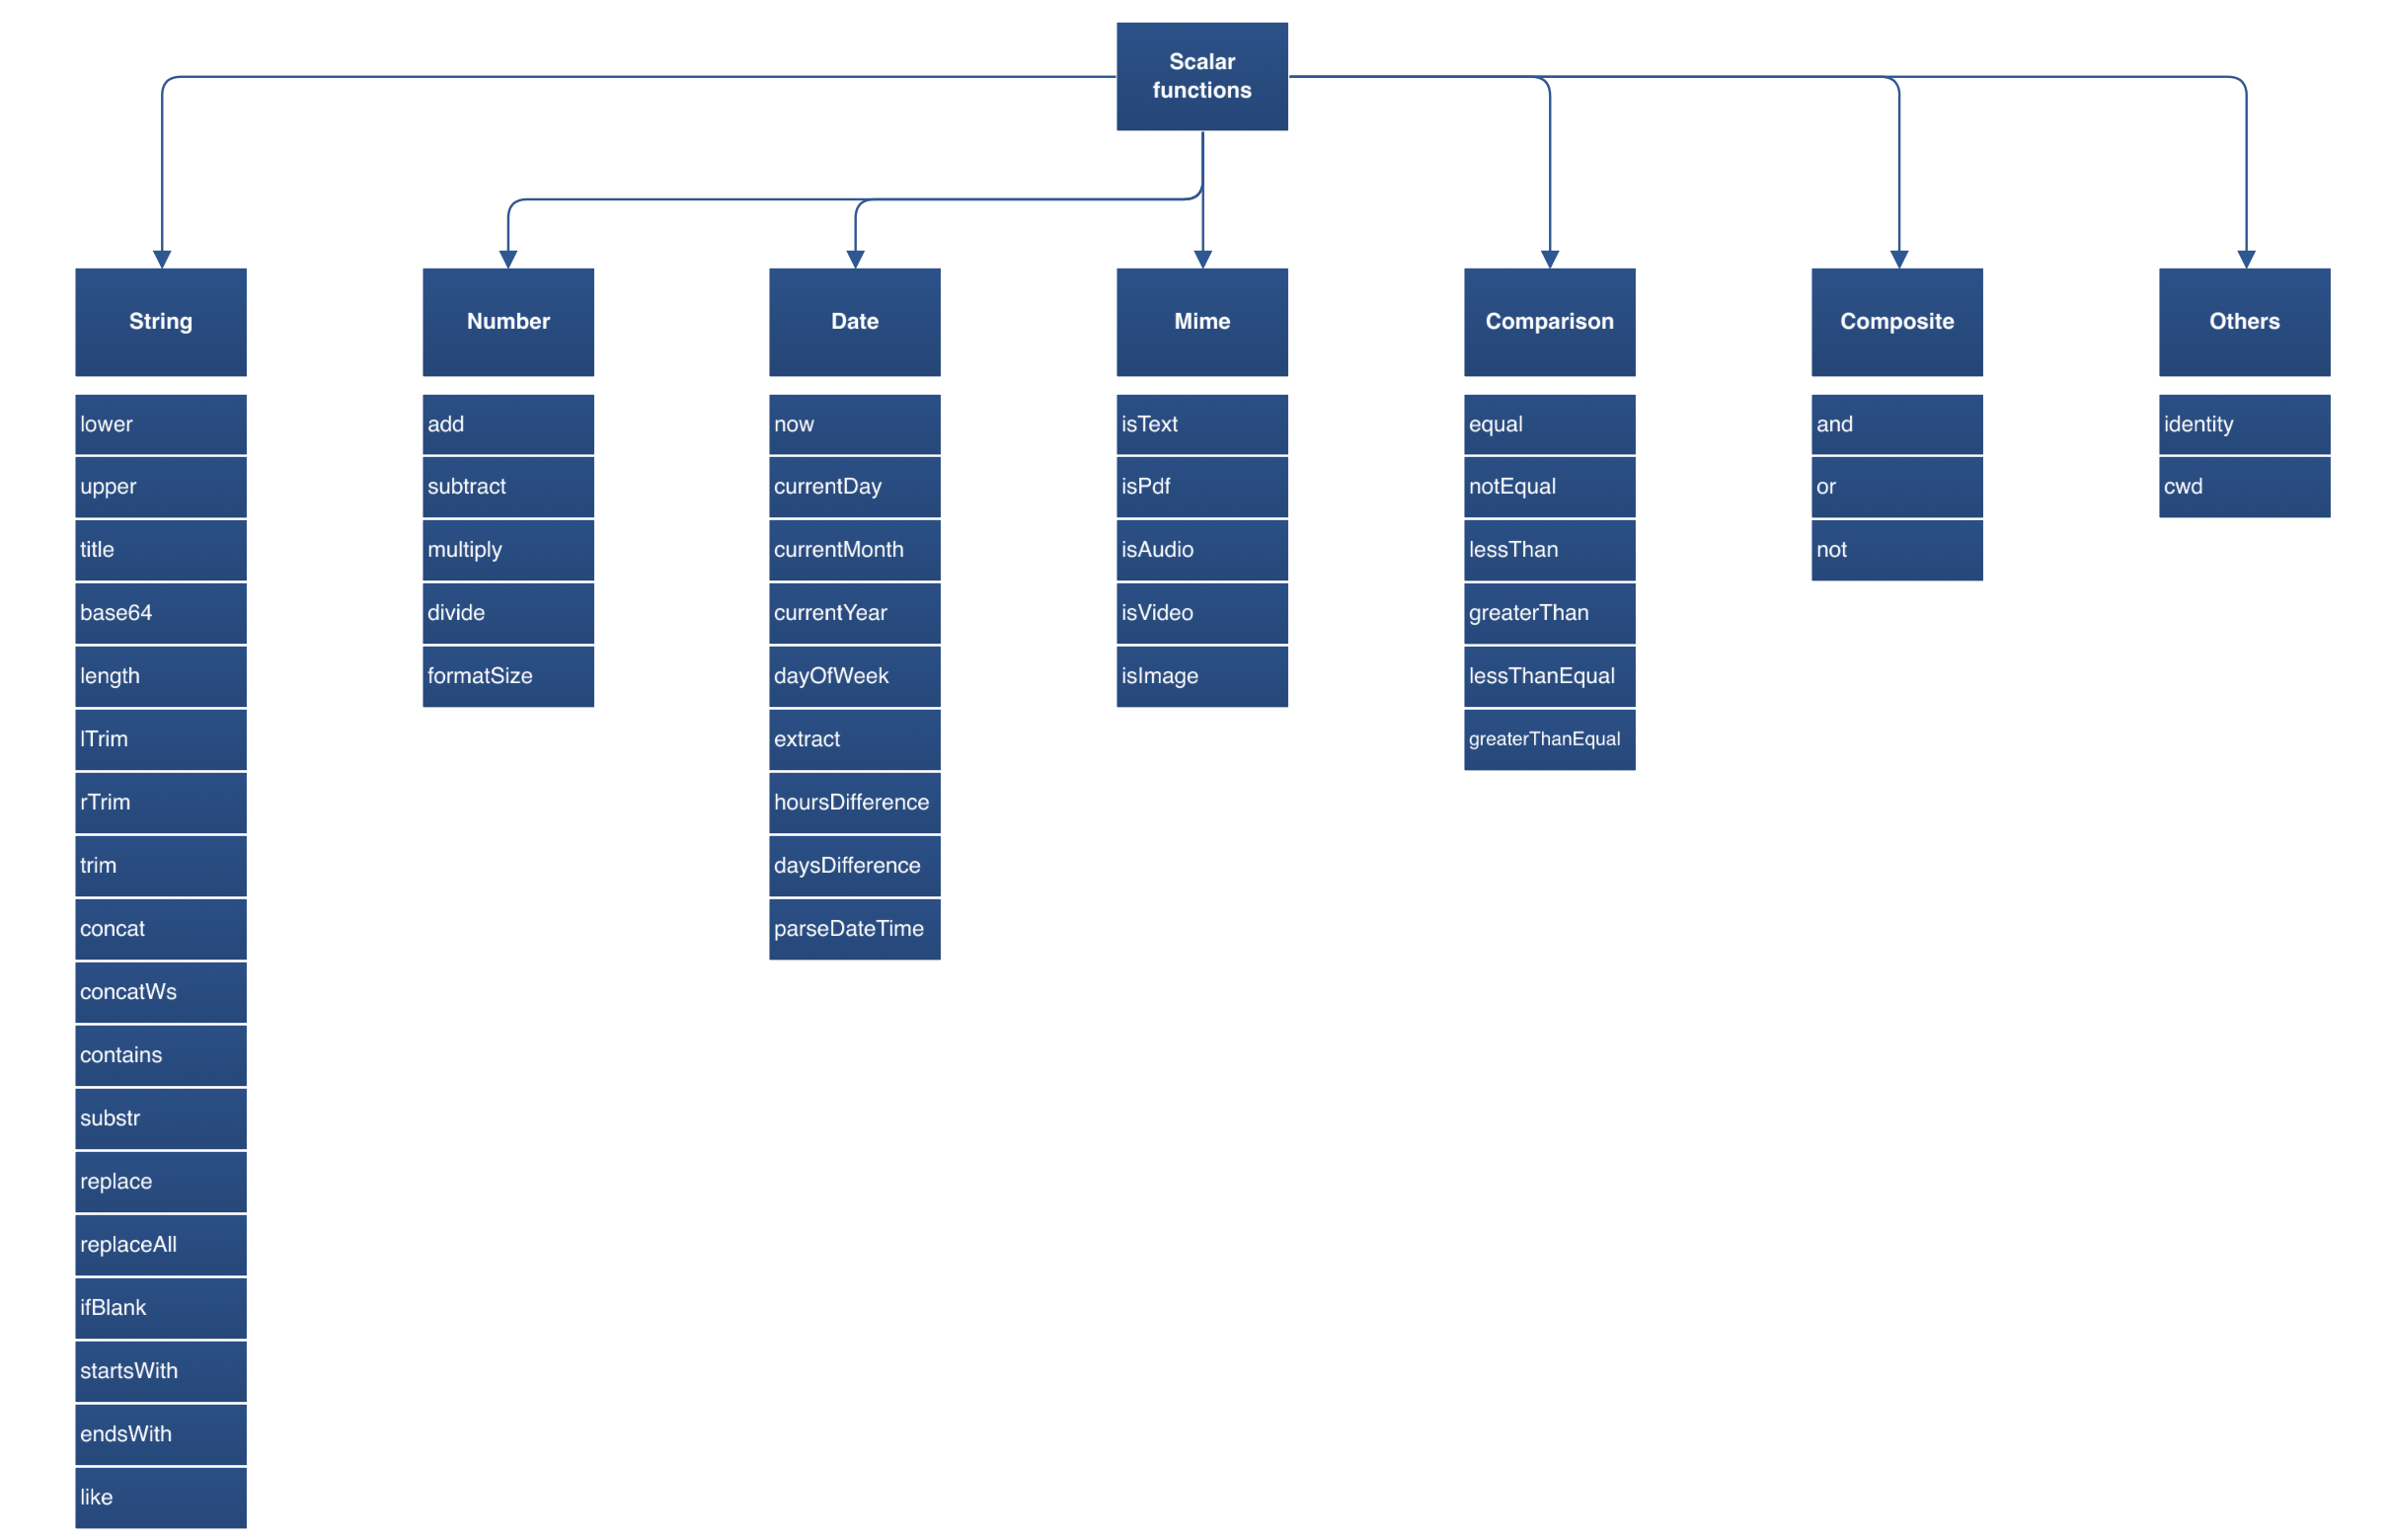 Scalar
functions
String
lower
upper
title
base64
length
lTrim
rTrim
trim
concat
concatWs
contains
substr
replace
replaceAll
ifBlank
startsWith
endsWith
like
Number
add
subtract
multiply
divide
formatSize
Date
now
currentDay
currentMonth
currentYear
dayOfWeek
extract
hoursDifference
daysDifference
parseDateTime
Mime
isText
isPdf
isAudio
isVideo
isImage
Comparison
equal
notEqual
lessThan
greaterThan
lessThanEqual
greaterThanEqual
Composite
and
or
not
Others
identity
cwd